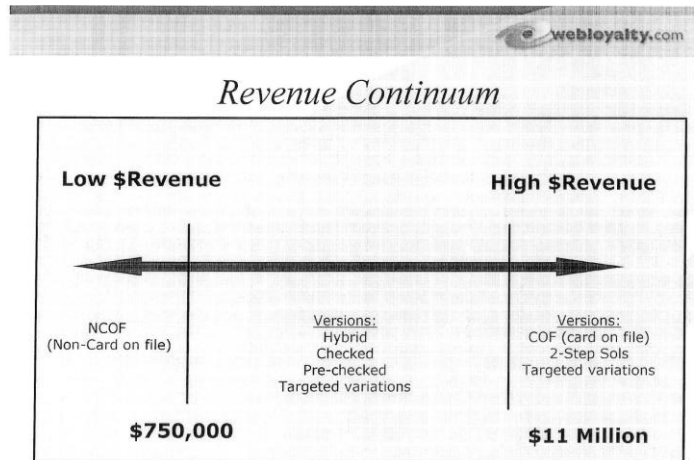 webloyalty.com
Revenue Continuum
Low $Revenue
High $Revenue
NCOF
(Non-Card on file)
Versions:
Hybrid
Checked
Pre-checked
Targeted variations
Versions:
COF (card on file)
2-Step Sols
Targeted variations
$750,000
$11 Million